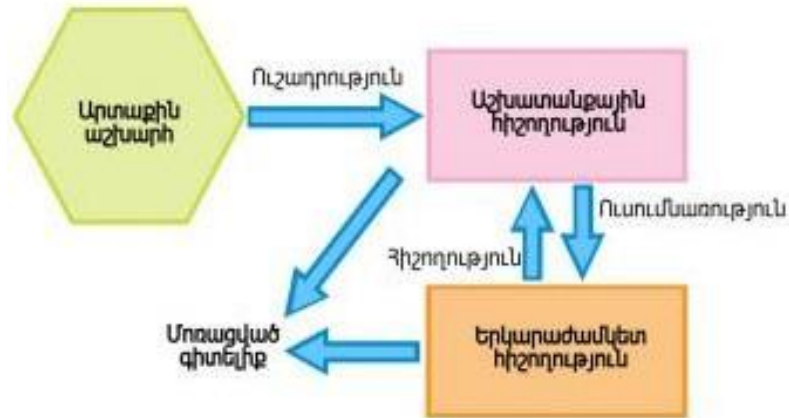 Ուշադրություն
Արտաքին
աշխարհ
Աշխատանքային
հիշողություն
Ուսումնառություն
Հիշողություն
Մոռացված
գիտելիք
Երկարաժամկետ
հիշողություն